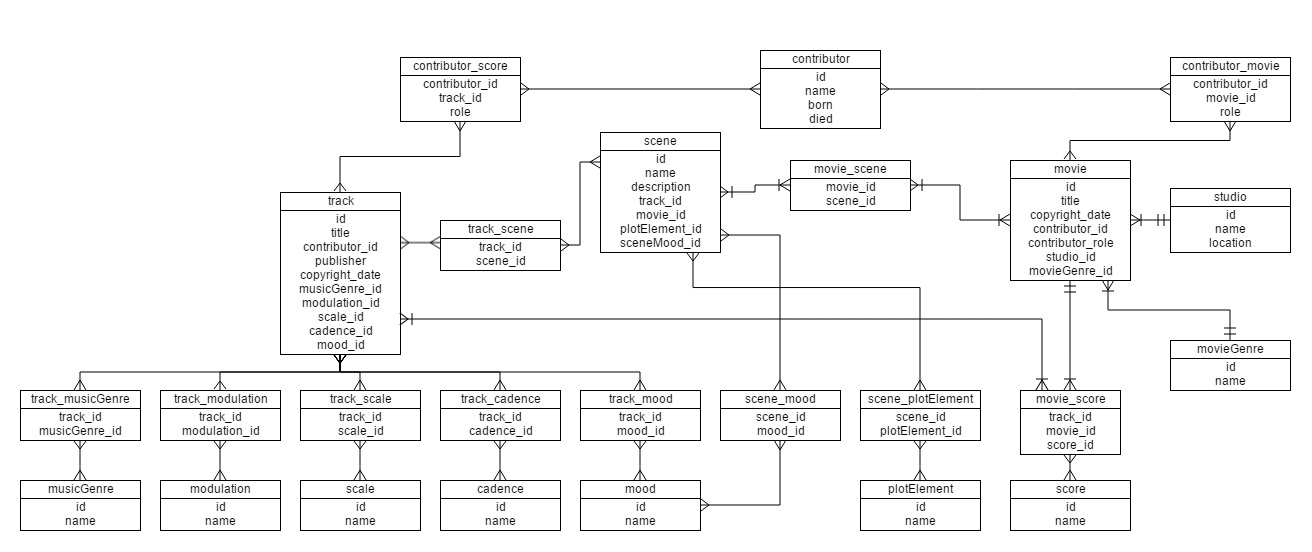 contributor_score
contributor_id
track_id
role
contributor
id
name
born
died
contributor_movie
contributor_id
movie_id
role
scene
id
name
description
track_id
movie_id
plotElement_id
sceneMood_id
movie_scene
movie_id
scene_id
movie
id
title
copyright_date
contributor_id
contributor_role
studio_id
movieGenre_id
studio
id
name
location
track
id
title
contributor_id
publisher
copyright_date
musicGenre_id
modulation_id
scale_id
cadence_id
mood_id
track_scene
track_id
scene_id
movieGenre
id
name
track_musicGenre
track_id
musicGenre_id
track_modulation
track_id
modulation_id
track_scale
track_id
scale_id
track_cadence
track_id
cadence_id
track_mood
track_id
mood_id
scene_mood
scene_id
mood_id
scene_plotElement
scene_id
plotElement_id
movie_score
track_id
movie_id
score_id
musicGenre
id
name
modulation
id
name
scale
id
name
cadence
id
name
mood
id
name
plotElement
id
name
score
id
name